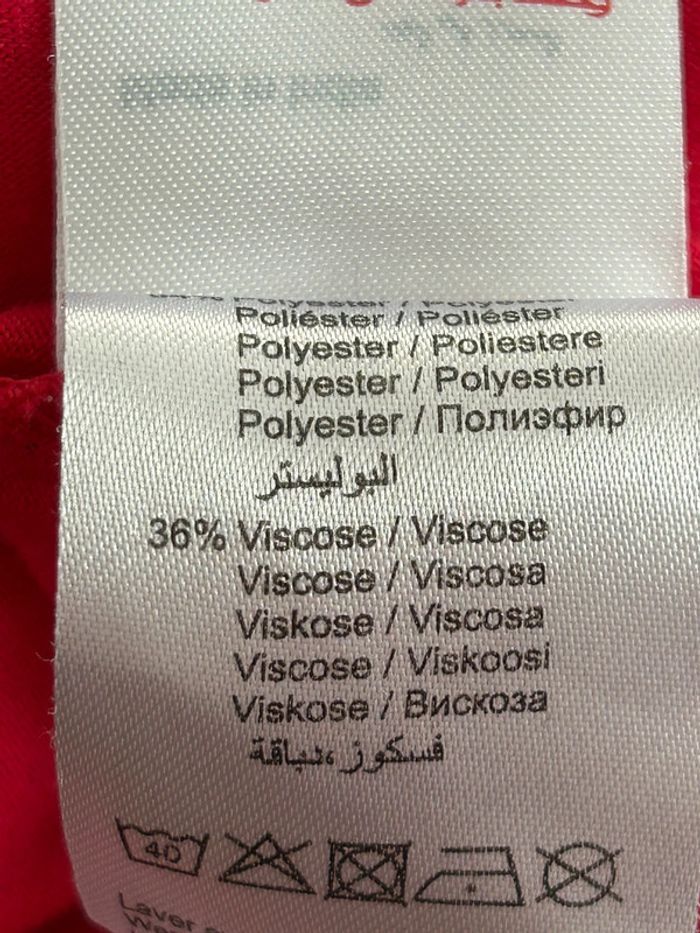 Poliéster / Poliéster
Polyester / Poliestere
Polyester / Polyesteri
Polyester / Полиэфир
البوليستر
36% Viscose / Viscose
Viscose / Viscosa
Viskose / Viscosa
Viscose / Viskoosi
Viskose / Вискоза
فسكوز
40
Laver